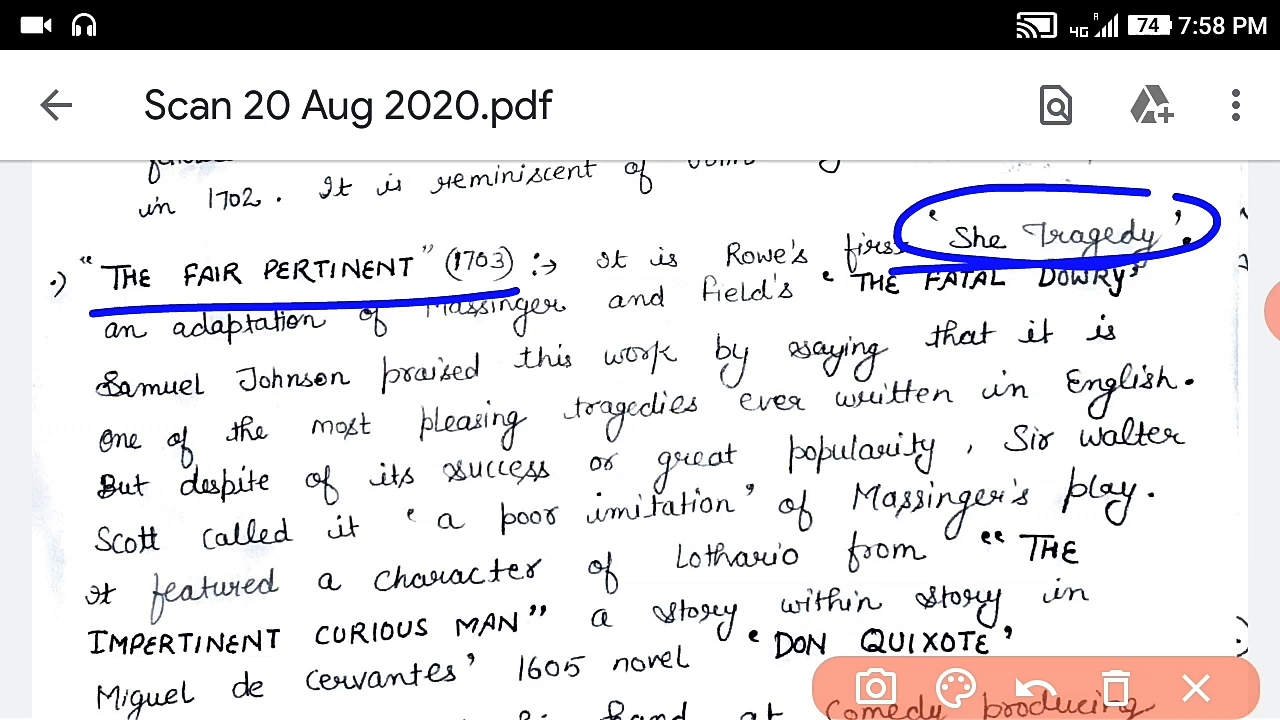 4G R 74 7:58 PM
Scan 20 Aug 2020.pdf
in 1702. It is reminiscent of
.) "THE FAIR PERTINENT" (1703) :→ It is Rowe's first 'She Tragedy'.
an adaptation of Massinger and Field's 'THE FATAL DOWRY'
Samuel Johnson praised this work by saying that it is
One of the most pleasing tragedies ever written in English.
But despite of its success or great popularity, Sir Walter
Scott called it 'a poor imitation' of Massinger's play.
It featured a character of Lothario from "THE
IMPERTINENT CURIOUS MAN" a story within story in
Miguel de Cervantes' 1605 novel 'DON QUIXOTE'
hand at comedy producing